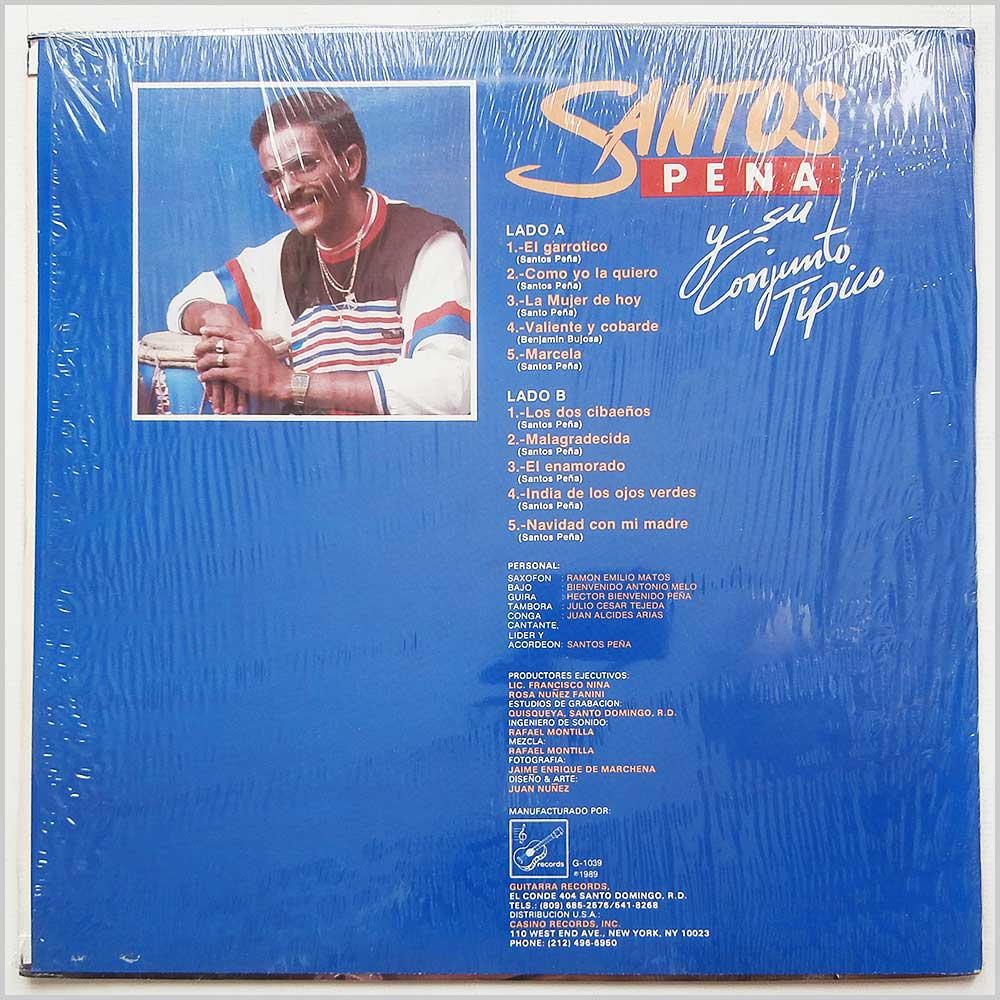 SANTOS
PENA
y su
Conjunto
Tipico
LADO A
1.-El garrotico
(Santos Peña)
2.-Como yo la quiero
(Santos Peña)
3.-La Mujer de hoy
(Santo Peña)
4.-Valiente y cobarde
(Benjamin Bujosa)
5.-Marcela
(Santos Peña)
LADO B
1.-Los dos cibaeños
(Santos Peña)
2.-Malagradecida
(Santos Peña)
3.-El enamorado
(Santos Peña)
4.-India de los ojos verdes
(Santos Peña)
5.-Navidad con mi madre
(Santos Peña)
PERSONAL:
SAXOFON : RAMON EMILIO MATOS
BAJO : BIENVENIDO ANTONIO MELO
GUIRA : HECTOR BIENVENIDO PEÑA
TAMBORA : JULIO CESAR TEJEDA
CONGA : JUAN ALCIDES ARIAS
CANTANTE,
LIDER Y
ACORDEON: SANTOS PEÑA
PRODUCTORES EJECUTIVOS:
LIC. FRANCISCO NINA
ROSA NUÑEZ FANINI
ESTUDIOS DE GRABACION:
QUISQUEYA, SANTO DOMINGO, R.D.
INGENIERO DE SONIDO:
RAFAEL MONTILLA
MEZCLA:
RAFAEL MONTILLA
FOTOGRAFIA:
JAIME ENRIQUE DE MARCHENA
DISEÑO & ARTE:
JUAN NUÑEZ
MANUFACTURADO POR:
records
G-1039
℗1989
GUITARRA RECORDS,
EL CONDE 404 SANTO DOMINGO, R.D.
TELS.: (809) 685-2576/541-8268
DISTRIBUCION U.S.A.:
CASINO RECORDS, INC.
110 WEST END AVE., NEW YORK, NY 10023
PHONE: (212) 496-6950